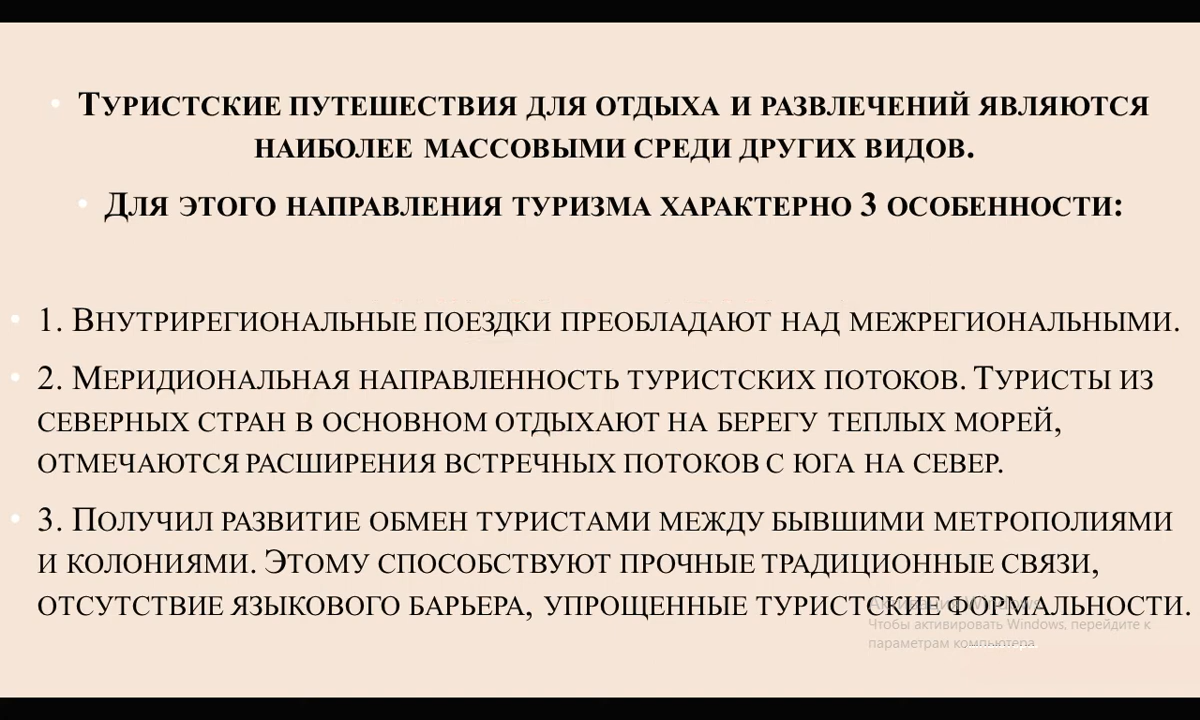 • Туристские путешествия для отдыха и развлечений являются
наиболее массовыми среди других видов.
• Для этого направления туризма характерно 3 особенности:
• 1. Внутрирегиональные поездки преобладают над межрегиональными.
• 2. Меридиональная направленность туристских потоков. Туристы из
северных стран в основном отдыхают на берегу теплых морей,
отмечаются расширения встречных потоков с юга на север.
• 3. Получил развитие обмен туристами между бывшими метрополиями
и колониями. Этому способствуют прочные традиционные связи,
отсутствие языкового барьера, упрощенные туристские формальности.
Активация Windows
Чтобы активировать Windows, перейдите к
параметрам компьютера.